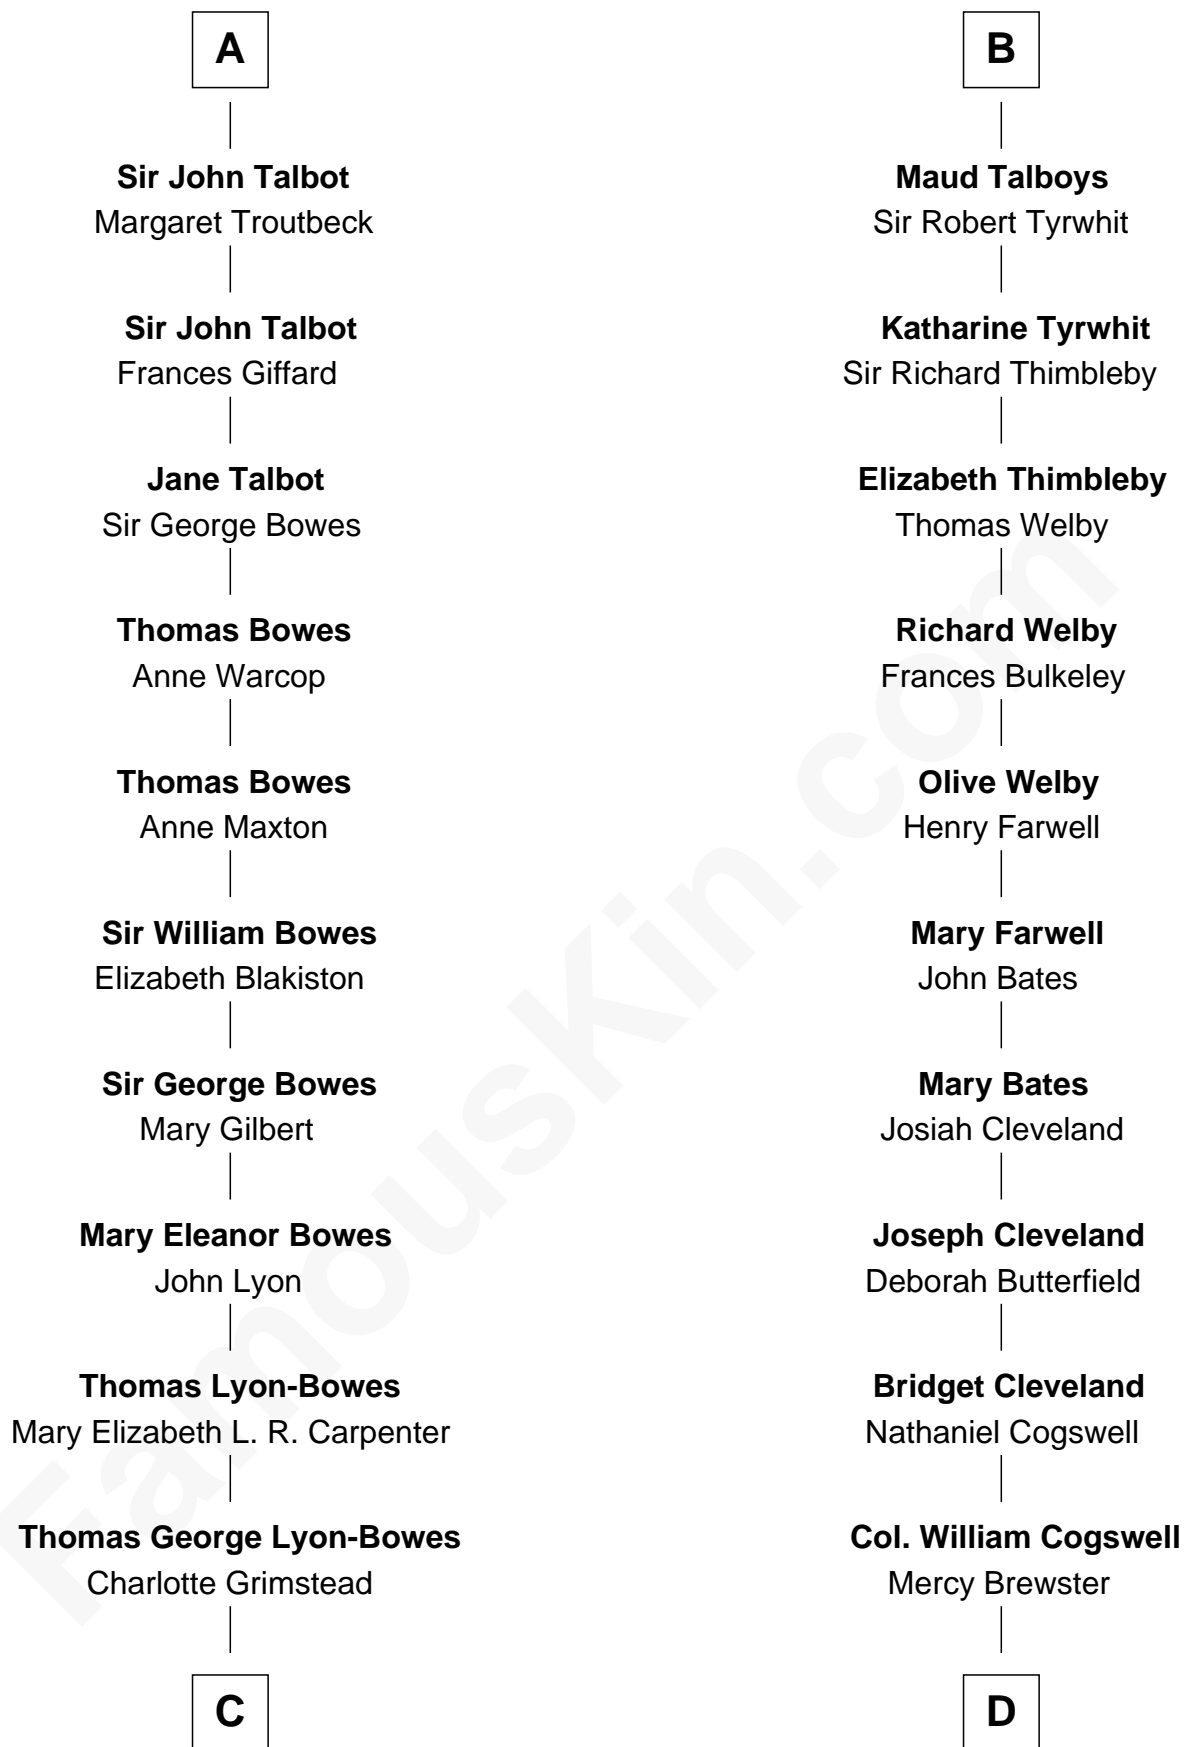 A
Sir John Talbot
Margaret Troutbeck
Sir John Talbot
Frances Giffard
Jane Talbot
Sir George Bowes
Thomas Bowes
Anne Warcop
Thomas Bowes
Anne Maxton
Sir William Bowes
Elizabeth Blakiston
Sir George Bowes
Mary Gilbert
Mary Eleanor Bowes
John Lyon
Thomas Lyon-Bowes
Mary Elizabeth L. R. Carpenter
Thomas George Lyon-Bowes
Charlotte Grimstead
C
B
Maud Talboys
Sir Robert Tyrwhit
Katharine Tyrwhit
Sir Richard Thimbleby
Elizabeth Thimbleby
Thomas Welby
Richard Welby
Frances Bulkeley
Olive Welby
Henry Farwell
Mary Farwell
John Bates
Mary Bates
Josiah Cleveland
Joseph Cleveland
Deborah Butterfield
Bridget Cleveland
Nathaniel Cogswell
Col. William Cogswell
Mercy Brewster
D
FamousKin.com